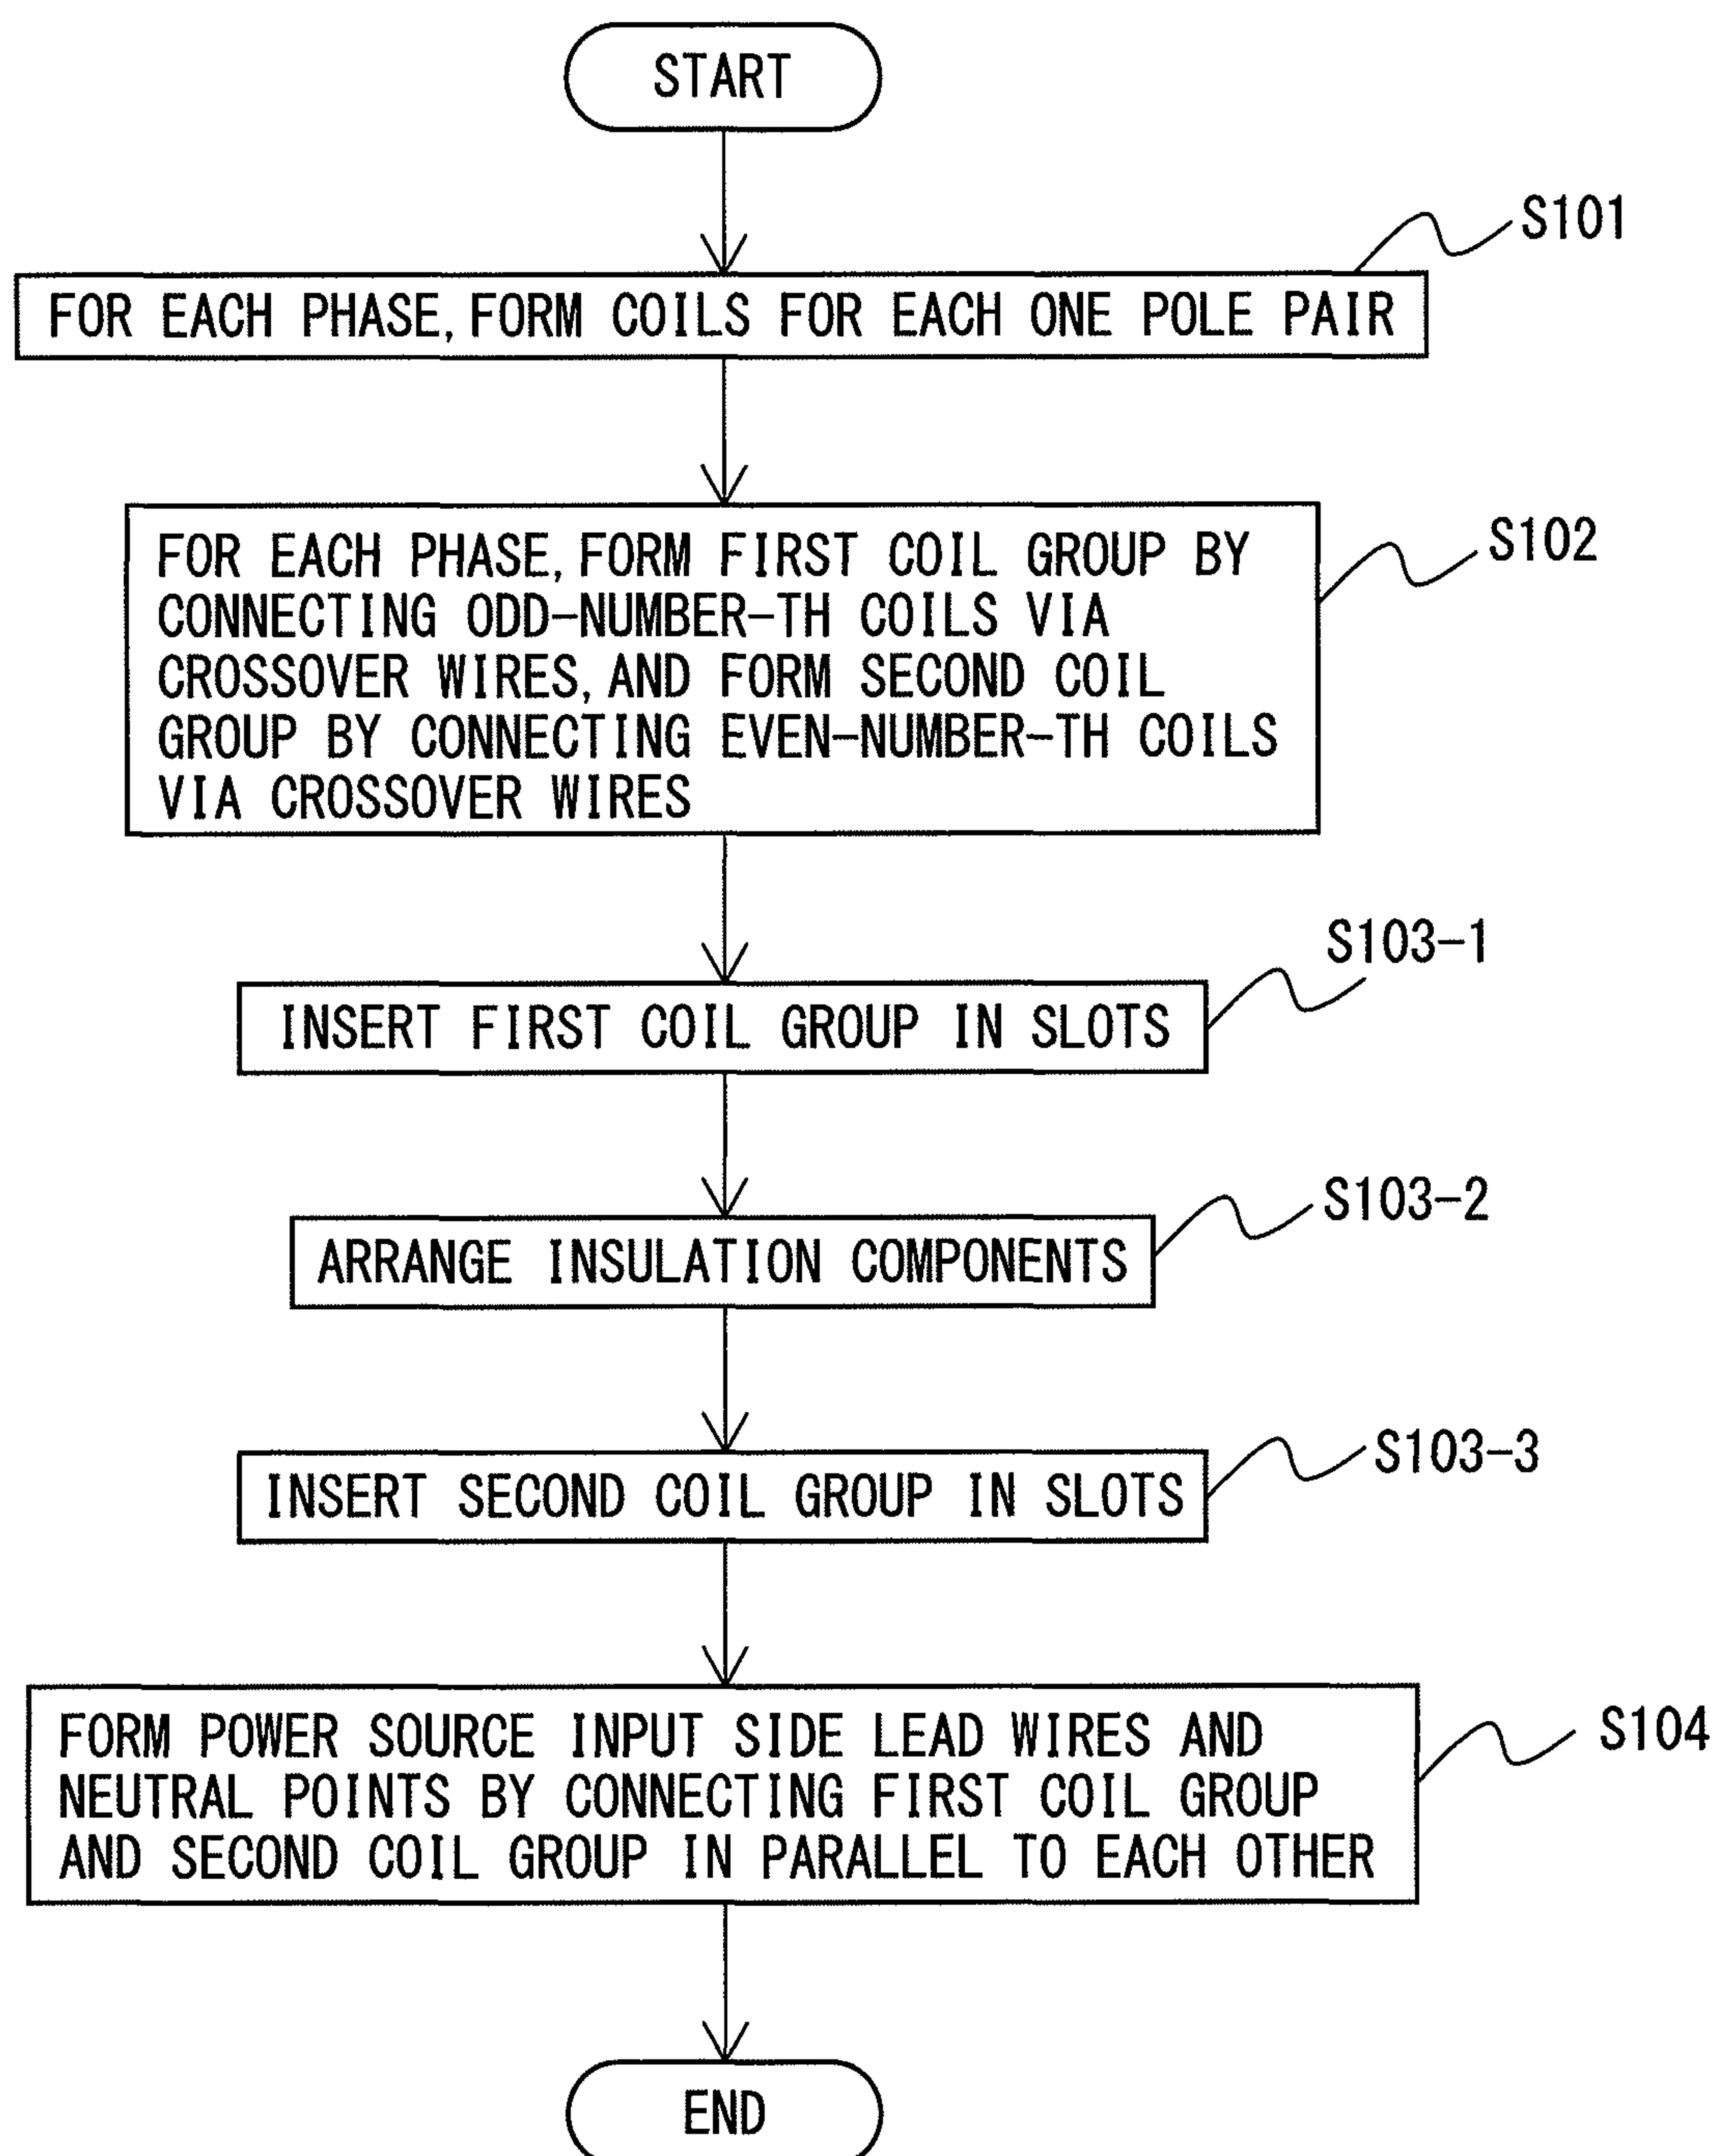 START
S101
FOR EACH PHASE, FORM COILS FOR EACH ONE POLE PAIR
S102
FOR EACH PHASE, FORM FIRST COIL GROUP BY
CONNECTING ODD-NUMBER-TH COILS VIA
CROSSOVER WIRES, AND FORM SECOND COIL
GROUP BY CONNECTING EVEN-NUMBER-TH COILS
VIA CROSSOVER WIRES
S103-1
INSERT FIRST COIL GROUP IN SLOTS
S103-2
ARRANGE INSULATION COMPONENTS
S103-3
INSERT SECOND COIL GROUP IN SLOTS
S104
FORM POWER SOURCE INPUT SIDE LEAD WIRES AND
NEUTRAL POINTS BY CONNECTING FIRST COIL GROUP
AND SECOND COIL GROUP IN PARALLEL TO EACH OTHER
END